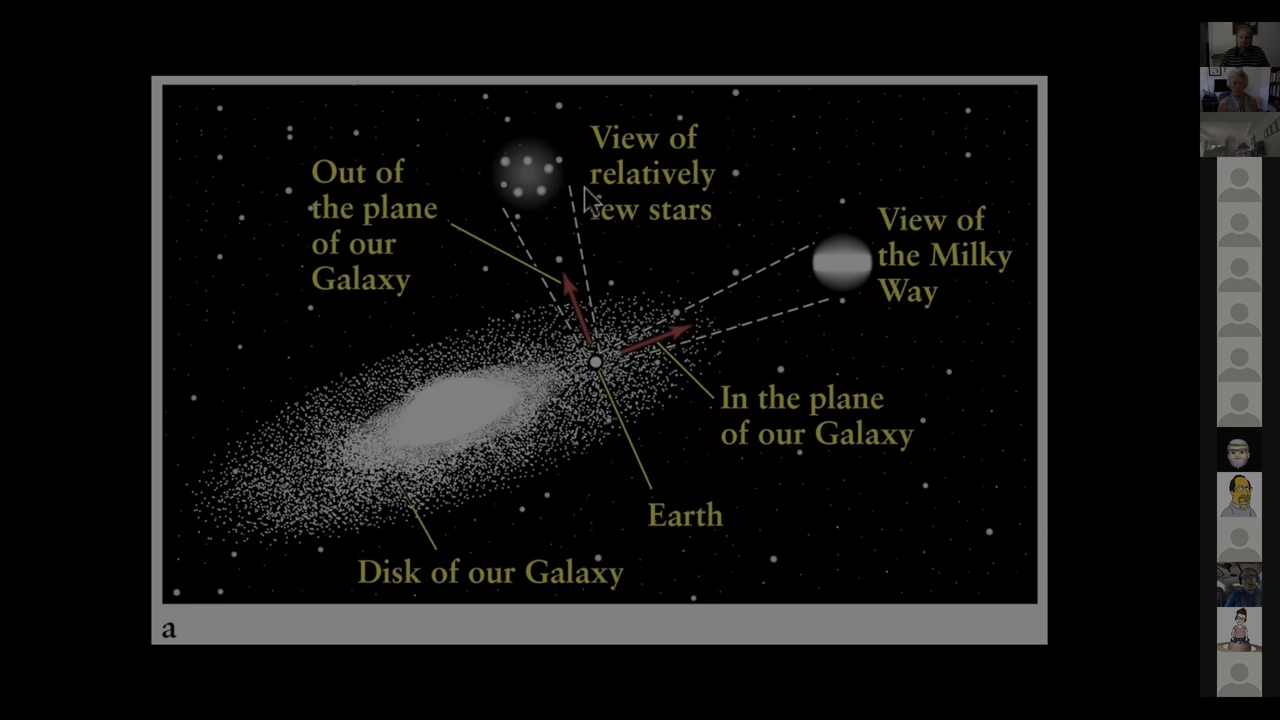 View of
relatively
few stars
Out of
the plane
of our
Galaxy
View of
the Milky
Way
In the plane
of our Galaxy
Earth
Disk of our Galaxy
a